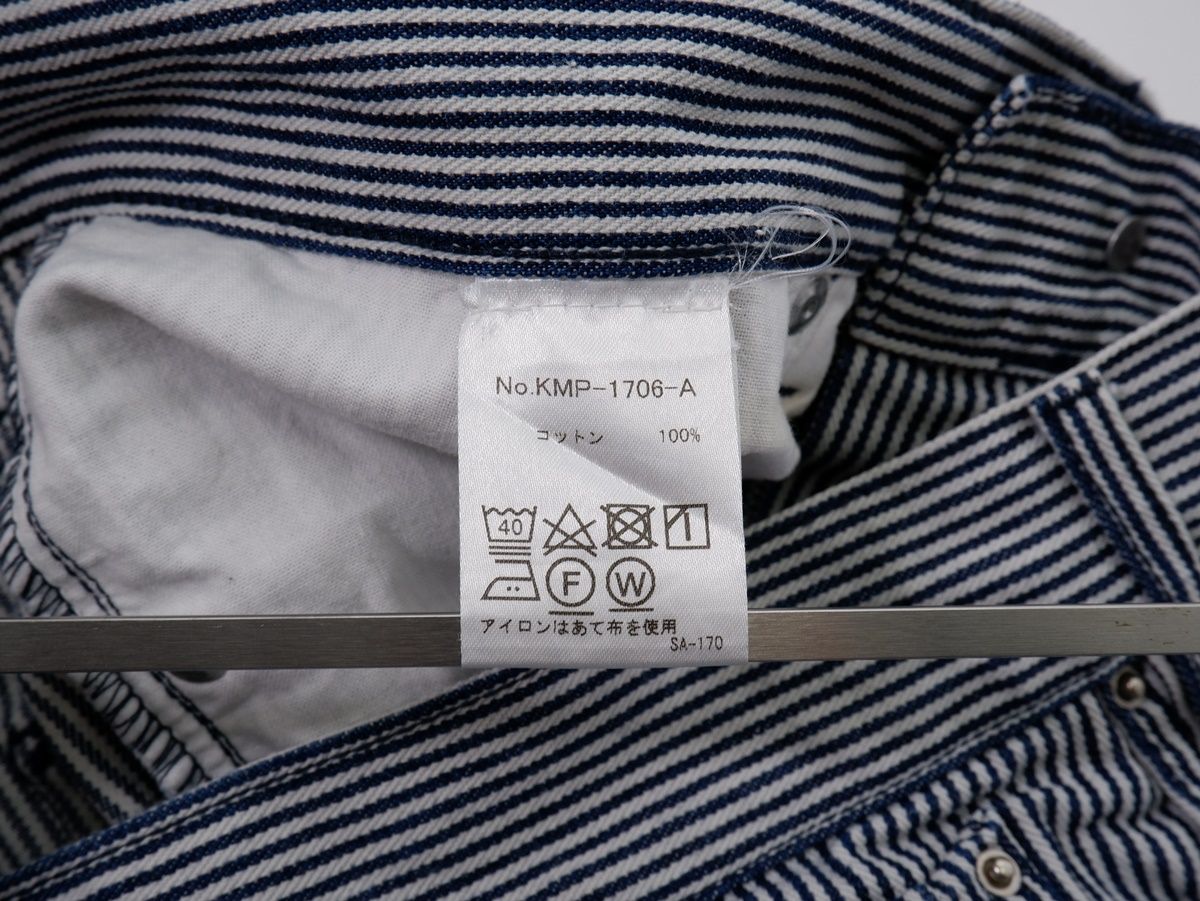 No.KMP-1706-A
コットン 100%
40
F W
アイロンはあて布を使用
SA-170